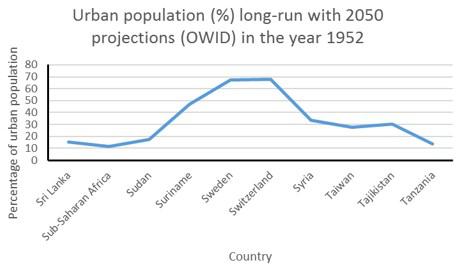 Urban population (%) long-run with 2050
projections (OWID) in the year 1952
Percentage of urban population
80
70
60
50
40
30
20
10
0
Sri Lanka
Sub-Saharan Africa
Sudan
Suriname
Sweden
Switzerland
Syria
Taiwan
Tajikistan
Tanzania
Country